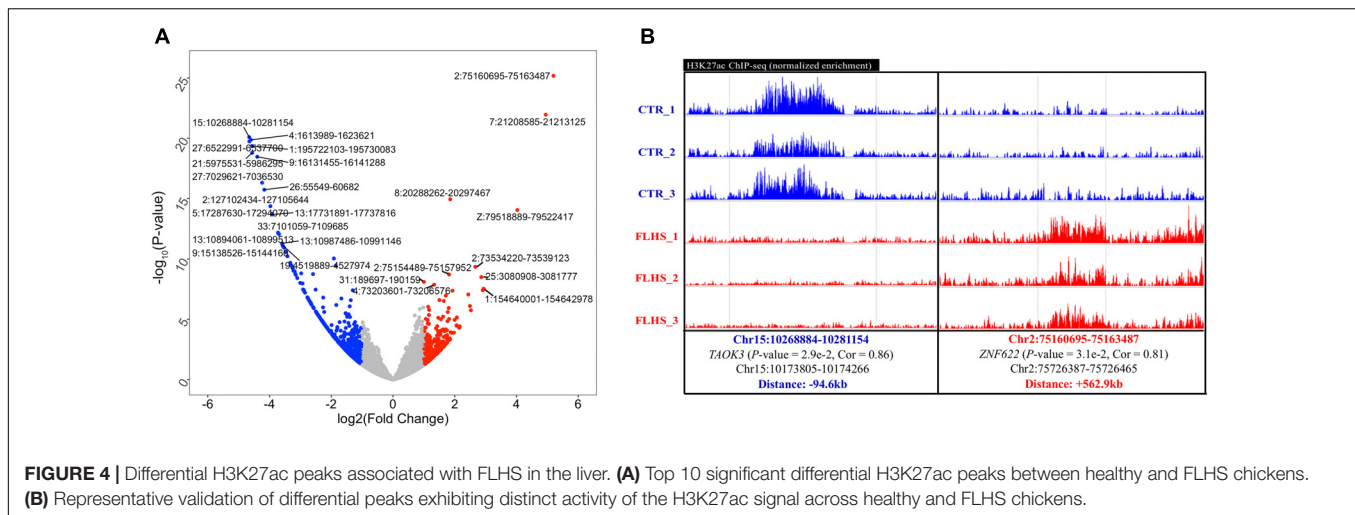 A
B
25
20
15
10
5
0
-log10(P-value)
-6
-4
-2
0
2
4
6
log2(Fold Change)
2:75160695-75163487
7:21208585-21213125
15:10268884-10281154
4:1613989-1623621
1:195722103-195730083
27:6522991-6537700
21:5975531-5986295
9:16131455-16141288
27:7029621-7036530
26:55549-60682
8:20288262-20297467
2:127102434-127105644
Z:79518889-79522417
5:17287630-17294070
13:17731891-17737816
33:7101059-7109685
13:10894061-10899513
13:10987486-10991146
9:15138526-15144166
19:4519889-4527974
2:73534220-73539123
2:75154489-75157952
25:3080908-3081777
31:189697-190159
4:73203601-73206576
1:154640001-154642978
H3K27ac ChIP-seq (normalized enrichment)
CTR_1
CTR_2
CTR_3
FLHS_1
FLHS_2
FLHS_3
Chr15:10268884-10281154
TAOK3 (P-value = 2.9e-2, Cor = 0.86)
Chr15:10173805-10174266
Distance: -94.6kb
Chr2:75160695-75163487
ZNF622 (P-value = 3.1e-2, Cor = 0.81)
Chr2:75726387-75726465
Distance: +562.9kb
FIGURE 4 | Differential H3K27ac peaks associated with FLHS in the liver. (A) Top 10 significant differential H3K27ac peaks between healthy and FLHS chickens.
(B) Representative validation of differential peaks exhibiting distinct activity of the H3K27ac signal across healthy and FLHS chickens.